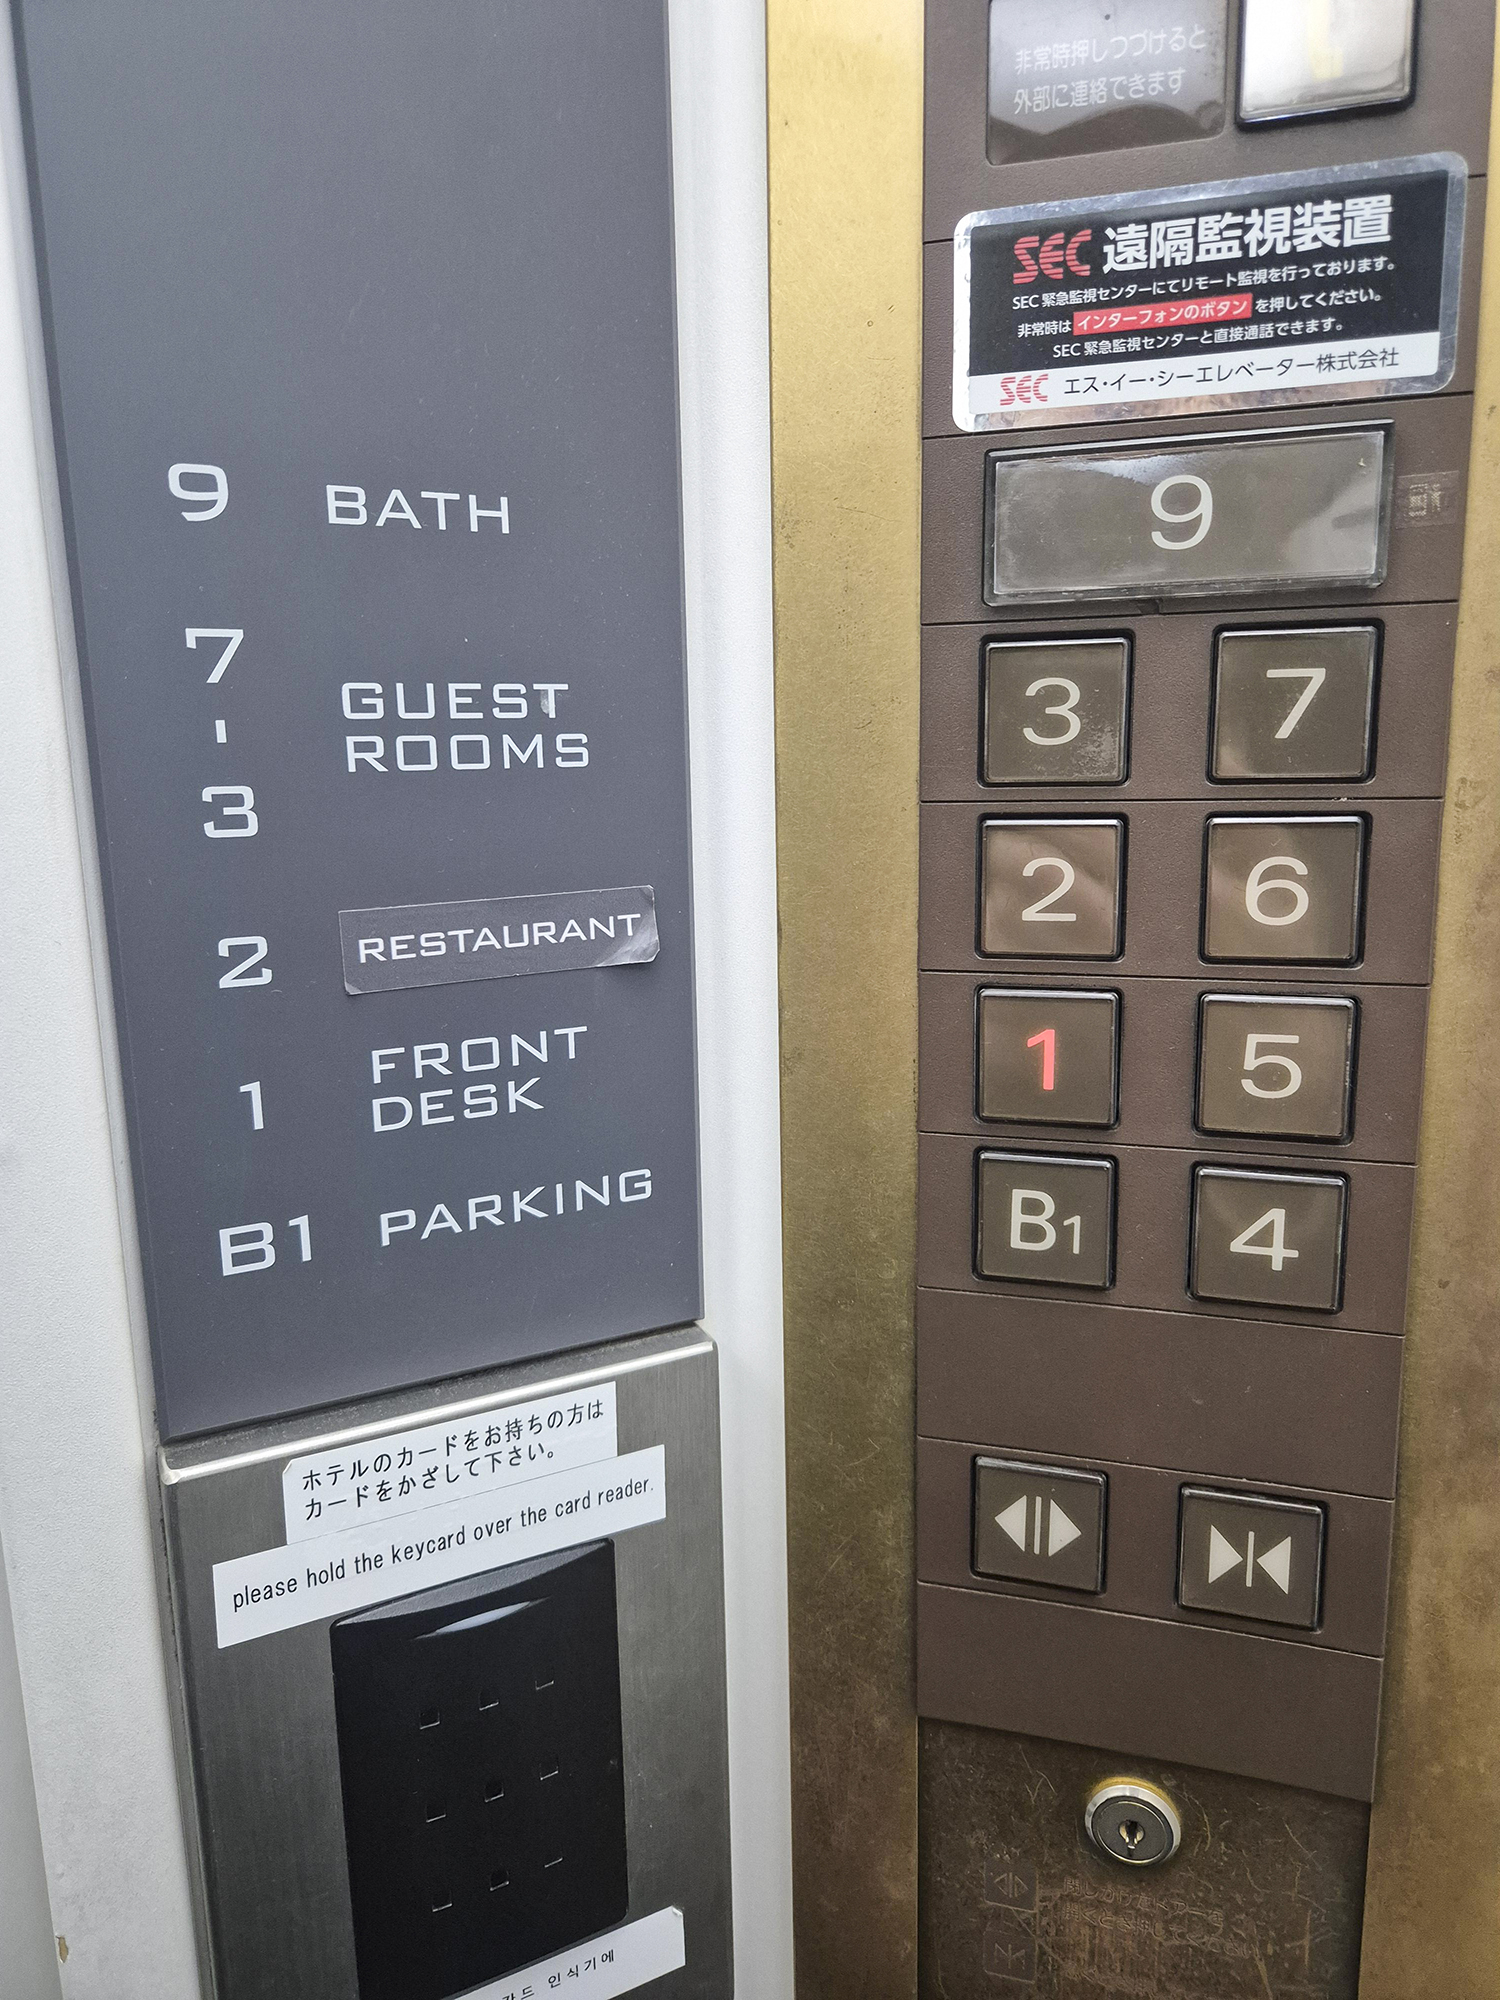 9 BATH
7
-
3
GUEST
ROOMS
2 RESTAURANT
1 FRONT
DESK
B1 PARKING
ホテルのカードをお持ちの方は
カードをかざして下さい。
please hold the keycard over the card reader.
카드 인식기에
非常時押しつづけると
外部に連絡できます
SEC 遠隔監視装置
SEC 緊急監視センターにてリモート監視を行っております。
非常時は インターフォンのボタン を押してください。
SEC 緊急監視センターと直接通話できます。
SEC エス・イー・シーエレベーター株式会社
9
3 7
2 6
1 5
B1 4